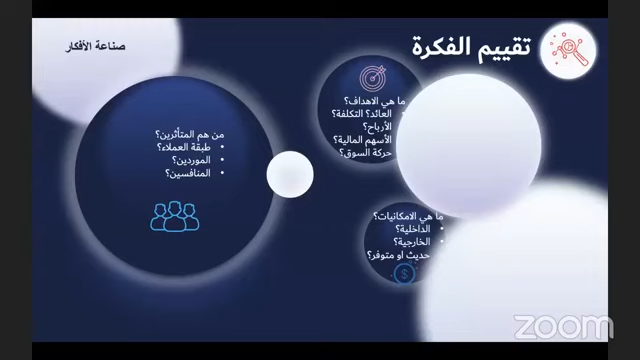 تقييم الفكرة
صناعة الأفكار
ما هي الاهداف؟
العائد؟ التكلفة؟
الأرباح؟
الأسهم المالية؟
حركة السوق؟
من هم المتأثرين؟
طبقة العملاء؟
الموردين؟
المنافسين؟
ما هي الامكانيات؟
الداخلية؟
الخارجية؟
حديث او متوفر؟
zoom